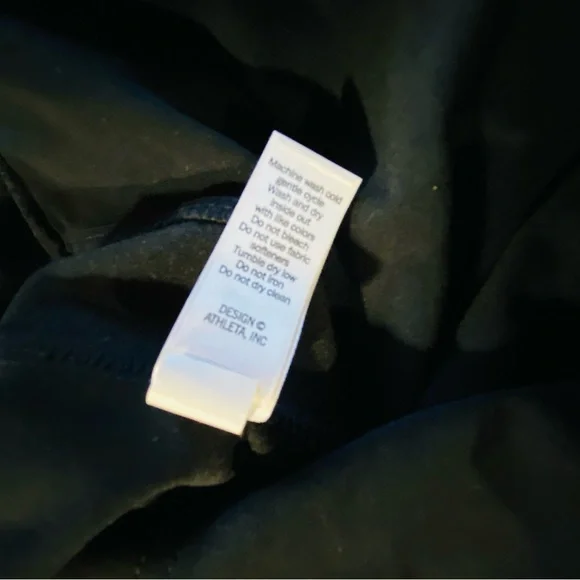 Machine wash cold
gentle cycle
Wash and dry
inside out
with like colors
Do not bleach
Do not use fabric
softeners
Tumble dry low
Do not iron
Do not dry clean
DESIGN ©
ATHLETA, INC